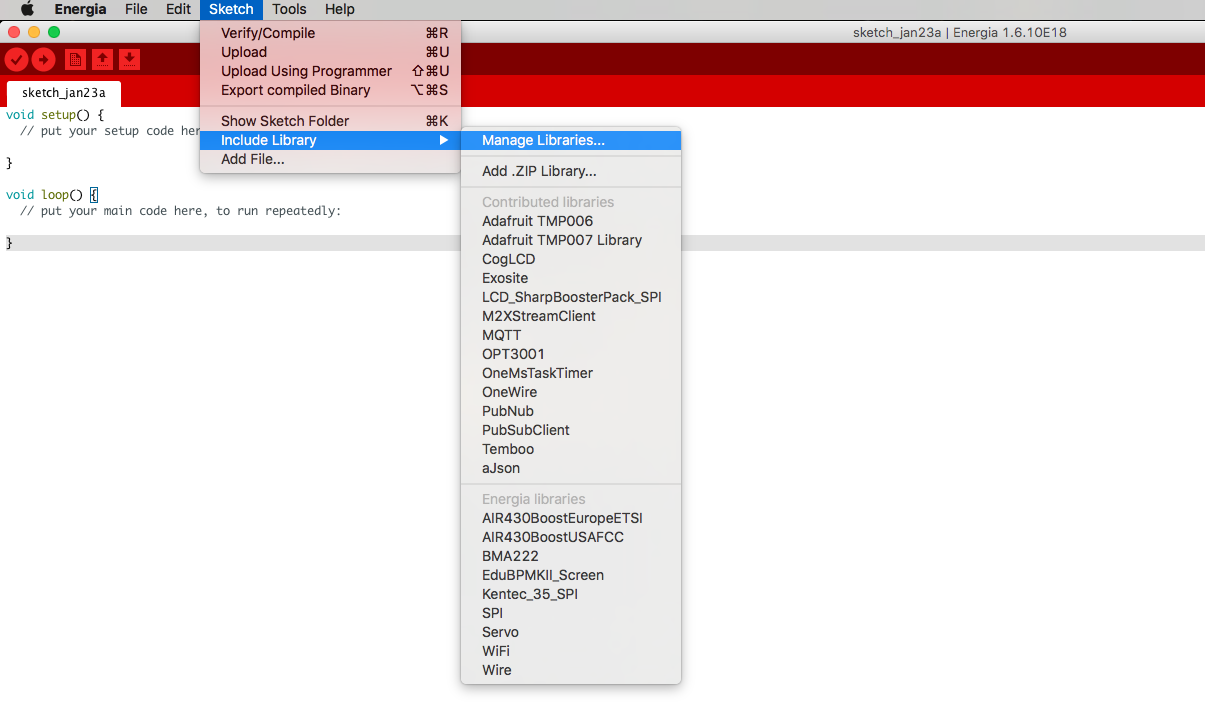 Energia File Edit Sketch Tools Help
sketch_jan23a | Energia 1.6.10E18
sketch_jan23a
void setup() {
// put your setup code her
}
void loop() {
// put your main code here, to run repeatedly:
}
Verify/Compile ⌘R
Upload ⌘U
Upload Using Programmer ⇧⌘U
Export compiled Binary ⌥⌘S
Show Sketch Folder ⌘K
Include Library ▶
Add File...
Manage Libraries...
Add .ZIP Library...
Contributed libraries
Adafruit TMP006
Adafruit TMP007 Library
CogLCD
Exosite
LCD_SharpBoosterPack_SPI
M2XStreamClient
MQTT
OPT3001
OneMsTaskTimer
OneWire
PubNub
PubSubClient
Temboo
aJson
Energia libraries
AIR430BoostEuropeETSI
AIR430BoostUSAFCC
BMA222
EduBPMKII_Screen
Kentec_35_SPI
SPI
Servo
WiFi
Wire